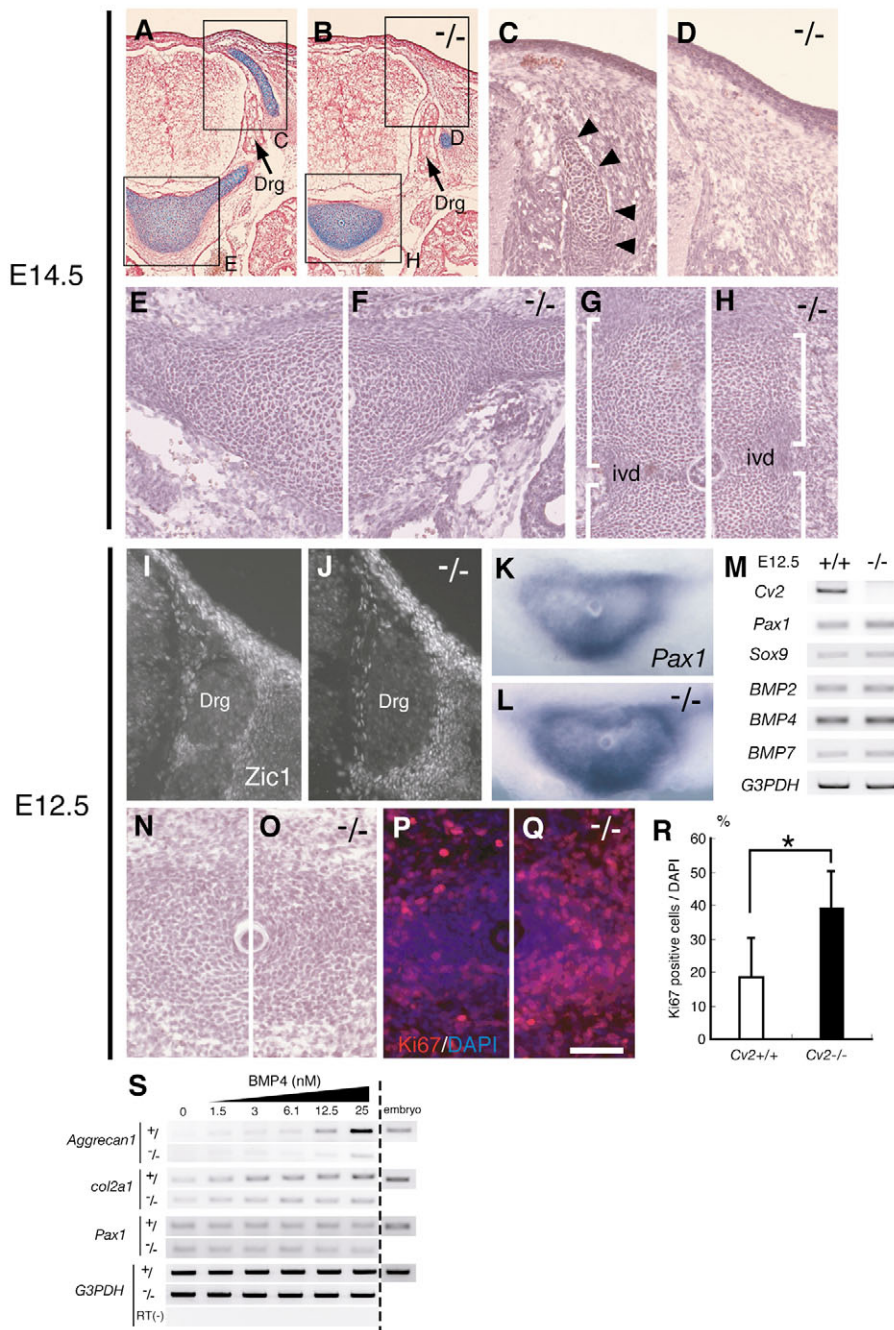 E14.5
A
C
Drg
E
B
-/-
D
Drg
H
C
D
-/-
E
F
-/-
G
ivd
H
-/-
ivd
E12.5
I
Drg
Zic1
J
-/-
Drg
K
Pax1
L
-/-
M
E12.5 +/+ -/-
Cv2
Pax1
Sox9
BMP2
BMP4
BMP7
G3PDH
N
O
-/-
P
Ki67/DAPI
Q
-/-
R
%
*
Ki67 positive cells / DAPI
60
50
40
30
20
10
0
Cv2+/+ Cv2-/-
S
BMP4 (nM)
0 1.5 3 6.1 12.5 25 embryo
Aggrecan1 +/
-/-
col2a1 +/
-/-
Pax1 +/
-/-
G3PDH +/
-/-
RT(-)